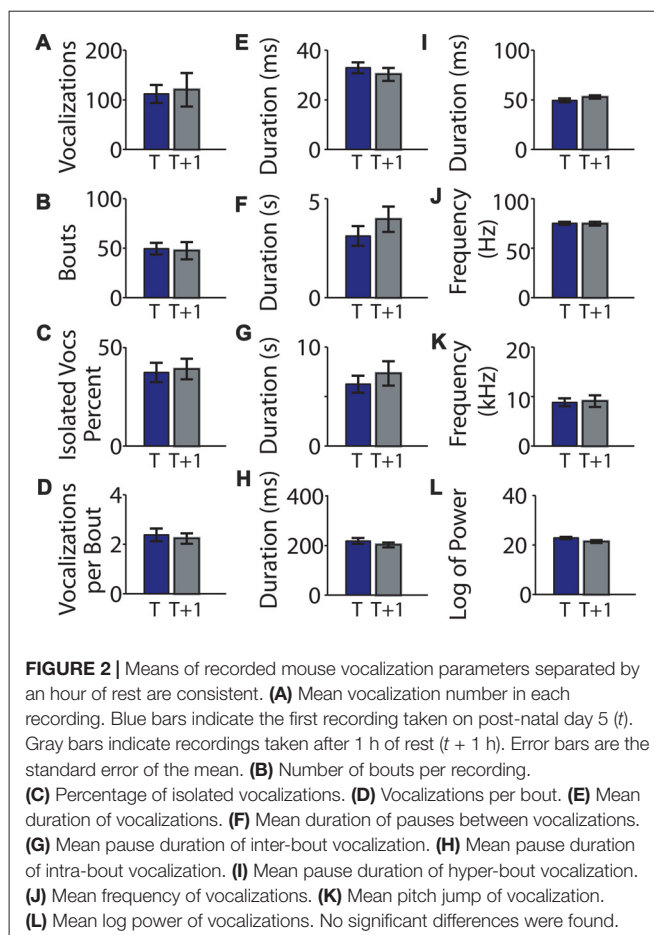 A
Vocalizations
200
100
0
T T+1
B
Bouts
100
50
0
T T+1
C
Isolated Vocs
Percent
50
0
T T+1
D
Vocalizations
per Bout
4
2
0
T T+1
E
Duration (ms)
40
20
0
T T+1
F
Duration (s)
5
0
T T+1
G
Duration (s)
10
5
0
T T+1
H
Duration (ms)
400
200
0
T T+1
I
Duration (ms)
100
50
0
T T+1
J
Frequency
(Hz)
100
50
0
T T+1
K
Frequency
(kHz)
20
10
0
T T+1
L
Log of Power
40
20
0
T T+1
FIGURE 2 | Means of recorded mouse vocalization parameters separated by
an hour of rest are consistent. (A) Mean vocalization number in each
recording. Blue bars indicate the first recording taken on post-natal day 5 (t).
Gray bars indicate recordings taken after 1 h of rest (t + 1 h). Error bars are the
standard error of the mean. (B) Number of bouts per recording.
(C) Percentage of isolated vocalizations. (D) Vocalizations per bout. (E) Mean
duration of vocalizations. (F) Mean duration of pauses between vocalizations.
(G) Mean pause duration of inter-bout vocalization. (H) Mean pause duration
of intra-bout vocalization. (I) Mean pause duration of hyper-bout vocalization.
(J) Mean frequency of vocalizations. (K) Mean pitch jump of vocalization.
(L) Mean log power of vocalizations. No significant differences were found.